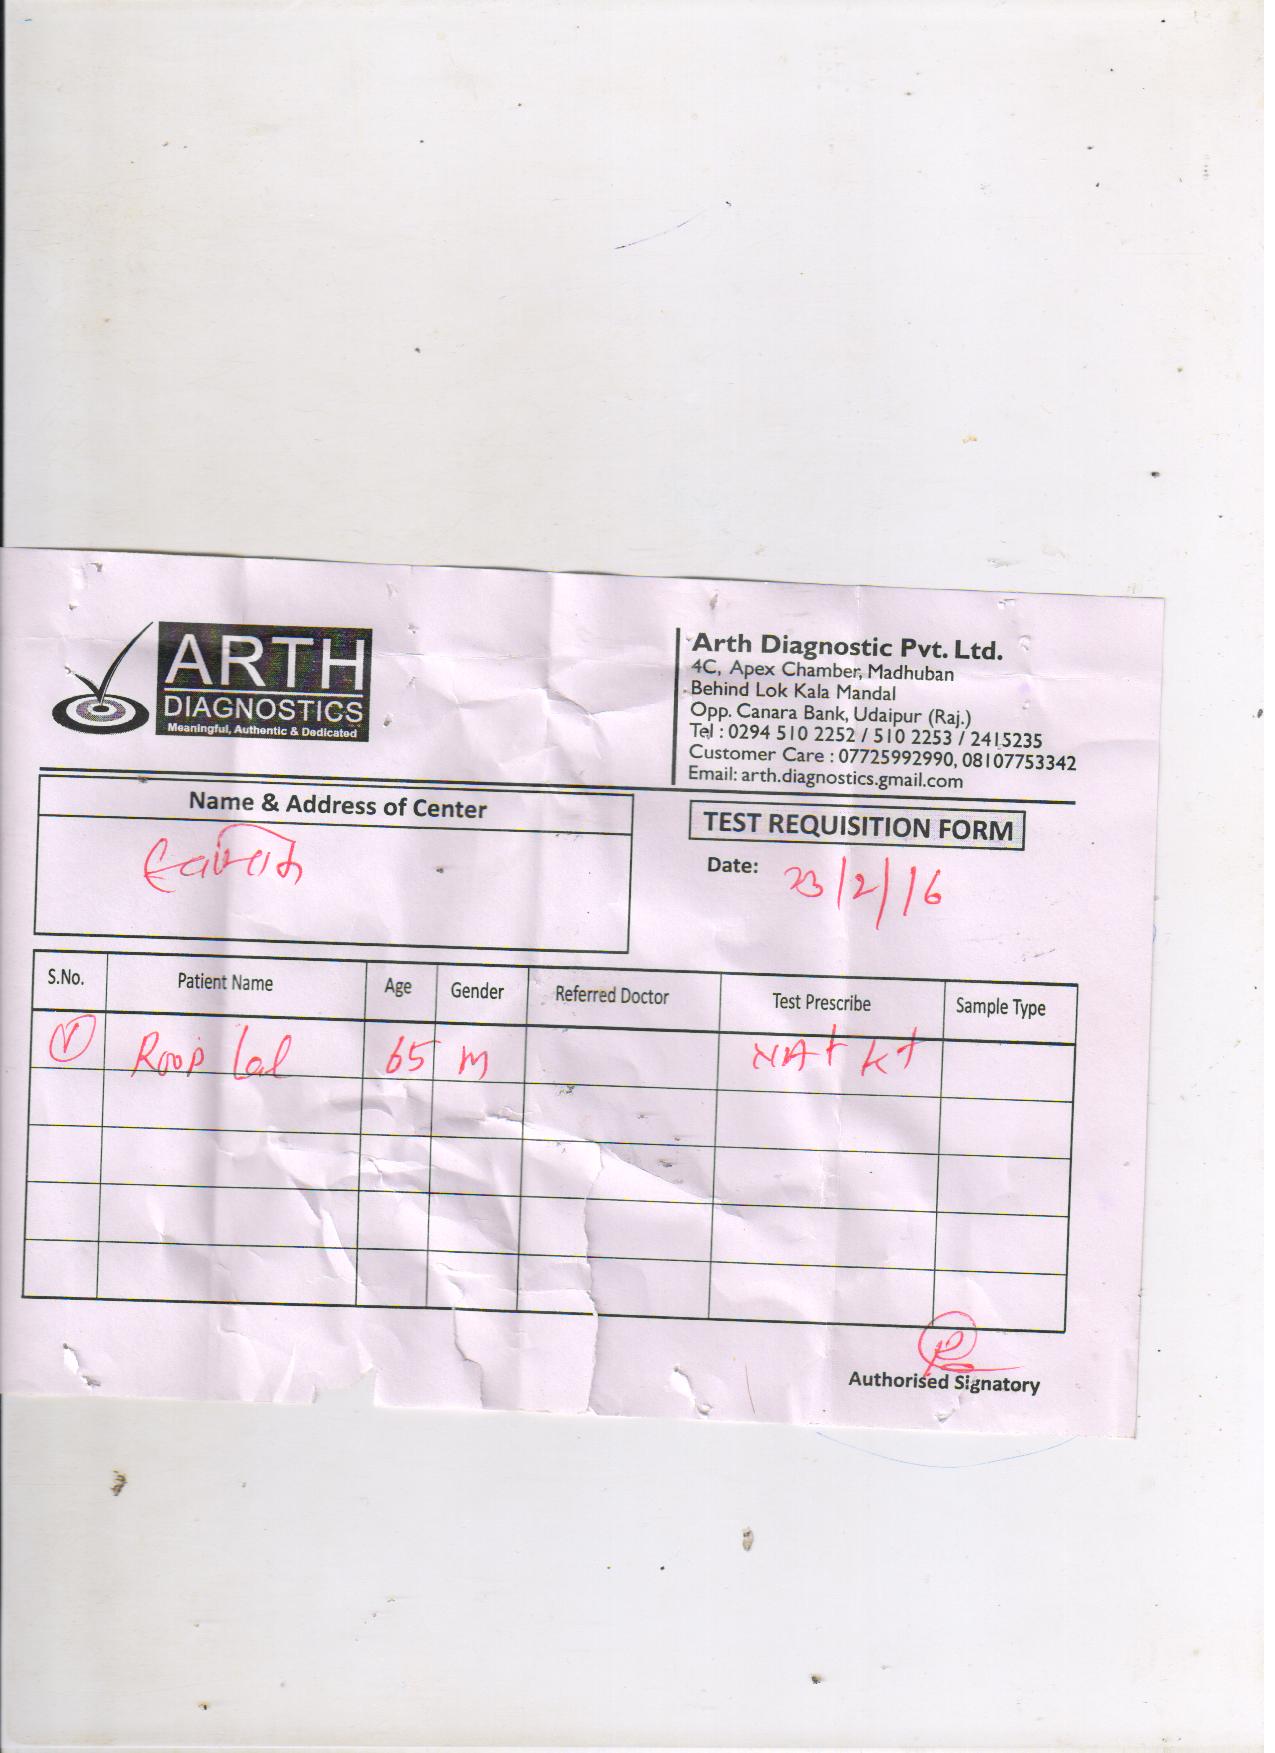 ARTH
DIAGNOSTICS
Meaningful, Authentic & Dedicated
Arth Diagnostic Pvt. Ltd.
4C, Apex Chamber, Madhuban
Behind Lok Kala Mandal
Opp. Canara Bank, Udaipur (Raj.)
Tel : 0294 510 2252 / 510 2253 / 2415235
Customer Care : 07725992990, 08107753342
Email: arth.diagnostics.gmail.com
Name & Address of Center
TEST REQUISITION FORM
Date: 23/2/16
S.No. Patient Name Age Gender Referred Doctor Test Prescribe Sample Type
Roop Lal 65 M NA+ K+
Authorised Signatory